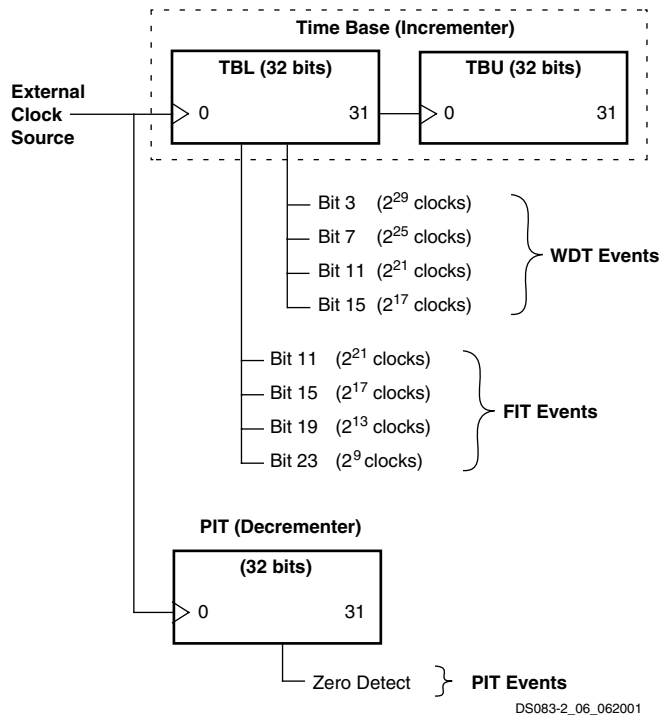 Time Base (Incrementer)
TBL (32 bits)
TBU (32 bits)
External
Clock
Source
0 31
0 31
Bit 3 (2^29 clocks)
Bit 7 (2^25 clocks)
Bit 11 (2^21 clocks)
Bit 15 (2^17 clocks)
WDT Events
Bit 11 (2^21 clocks)
Bit 15 (2^17 clocks)
Bit 19 (2^13 clocks)
Bit 23 (2^9 clocks)
FIT Events
PIT (Decrementer)
(32 bits)
0 31
Zero Detect
PIT Events
DS083-2_06_062001